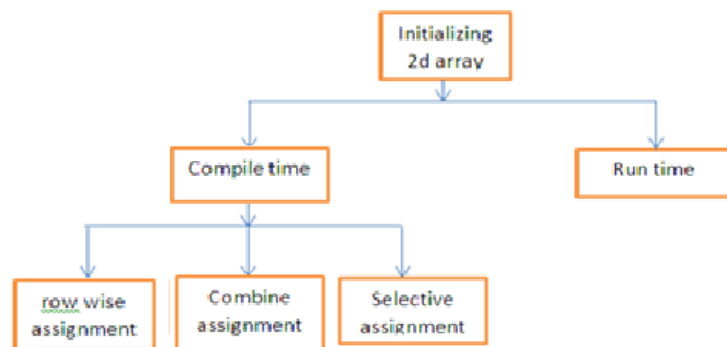 Initializing
2d array
Compile time
Run time
row wise
assignment
Combine
assignment
Selective
assignment